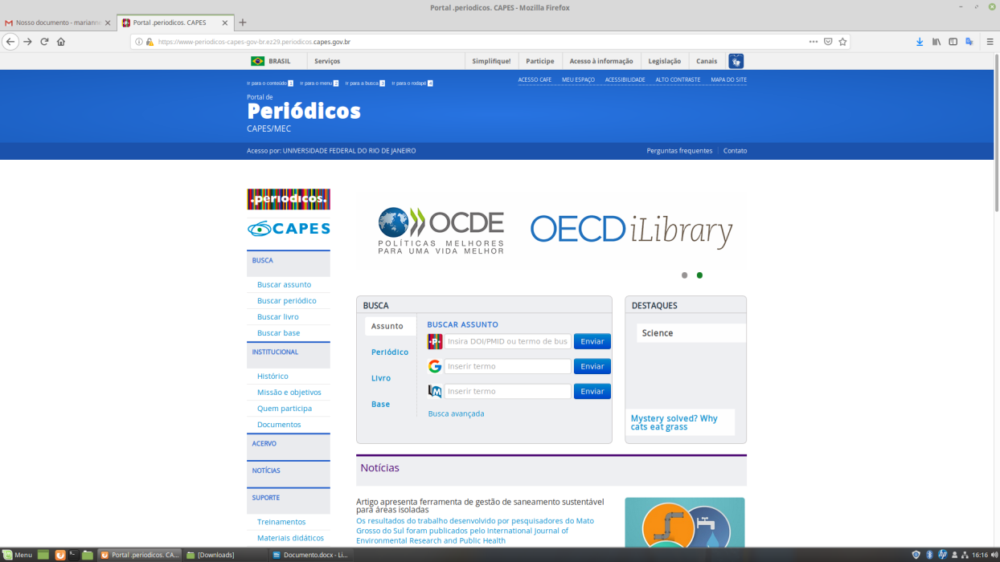 Portal .periodicos. CAPES - Mozilla Firefox
Nosso documento - marianne
Portal .periodicos. CAPES
https://www-periodicos-capes-gov-br.ez29.periodicos.capes.gov.br
BRASIL
Serviços
Simplifique!
Participe
Acesso à informação
Legislação
Canais
Ir para o conteúdo 1
Ir para o menu 2
Ir para a busca 3
Ir para o rodapé 4
ACESSO CAFE
MEU ESPAÇO
ACESSIBILIDADE
ALTO CONTRASTE
MAPA DO SITE
Portal de
Periódicos
CAPES/MEC
Acesso por: UNIVERSIDADE FEDERAL DO RIO DE JANEIRO
Perguntas frequentes
Contato
.periodicos.
CAPES
OCDE
POLÍTICAS MELHORES
PARA UMA VIDA MELHOR
OECD iLibrary
BUSCA
Buscar assunto
Buscar periódico
Buscar livro
Buscar base
INSTITUCIONAL
Histórico
Missão e objetivos
Quem participa
Documentos
ACERVO
NOTÍCIAS
SUPORTE
Treinamentos
Materiais didáticos
BUSCA
Assunto
Periódico
Livro
Base
BUSCAR ASSUNTO
.P.
Insira DOI/PMID ou termo de bus
Enviar
Inserir termo
Enviar
Inserir termo
Enviar
Busca avançada
DESTAQUES
Science
Mystery solved? Why
cats eat grass
Notícias
Artigo apresenta ferramenta de gestão de saneamento sustentável
para áreas isoladas
Os resultados do trabalho desenvolvido por pesquisadores do Mato
Grosso do Sul foram publicados pelo International Journal of
Environmental Research and Public Health
Menu
Portal .periodicos. CA...
[Downloads]
Documento.docx - Li...
16:16